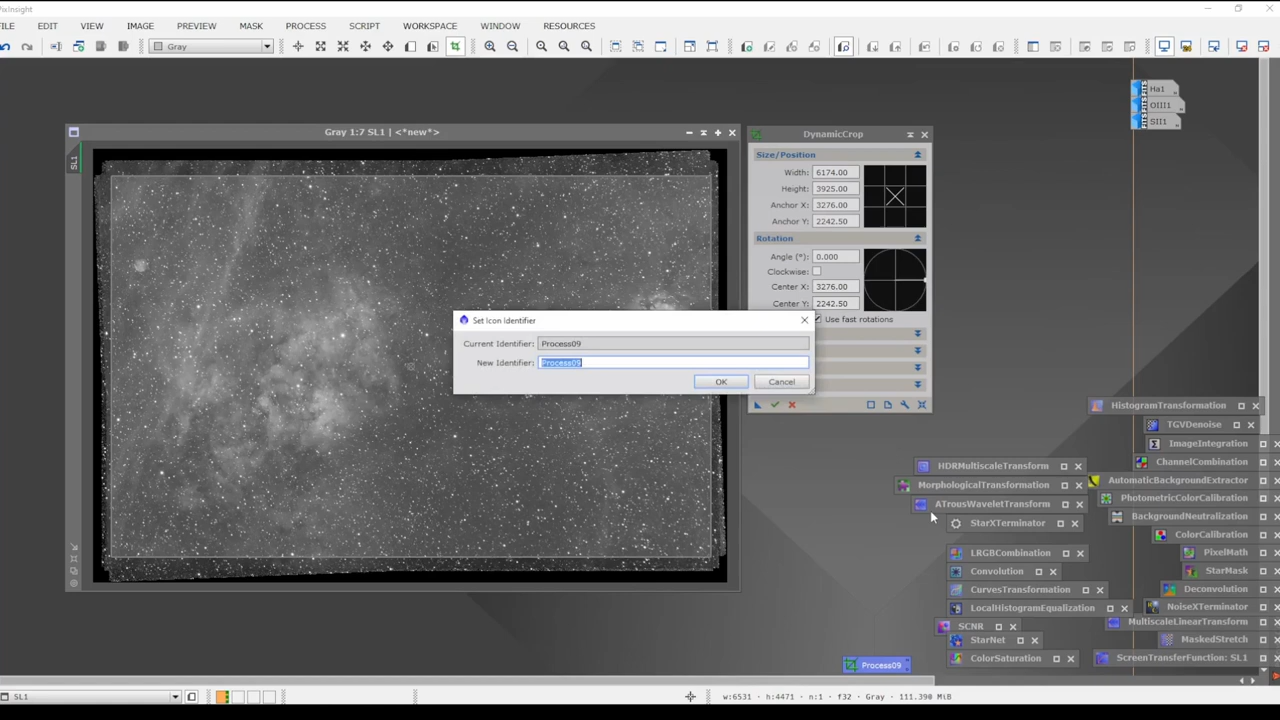 PixInsight
FILE EDIT VIEW IMAGE PREVIEW MASK PROCESS SCRIPT WORKSPACE WINDOW RESOURCES
Gray
Ha1
OIII1
SII1
Gray 1:7 SL1 | <*new*>
SL1
DynamicCrop
Size/Position
Width: 6174.00
Height: 3925.00
Anchor X: 3276.00
Anchor Y: 2242.50
Rotation
Angle (°): 0.000
Clockwise:
Center X: 3276.00
Center Y: 2242.50
Use fast rotations
Set Icon Identifier
Current Identifier: Process09
New Identifier: Process09
OK Cancel
HistogramTransformation
TGVDenoise
ImageIntegration
ChannelCombination
HDRMultiscaleTransform
AutomaticBackgroundExtractor
MorphologicalTransformation
PhotometricColorCalibration
ATrousWaveletTransform
BackgroundNeutralization
StarXTerminator
ColorCalibration
LRGBCombination
PixelMath
Convolution
StarMask
CurvesTransformation
Deconvolution
LocalHistogramEqualization
NoiseXTerminator
SCNR
MultiscaleLinearTransform
StarNet
MaskedStretch
ColorSaturation
ScreenTransferFunction: SL1
Process09
SL1
w:6531 · h:4471 · n:1 · f32 · Gray · 111.390 MiB